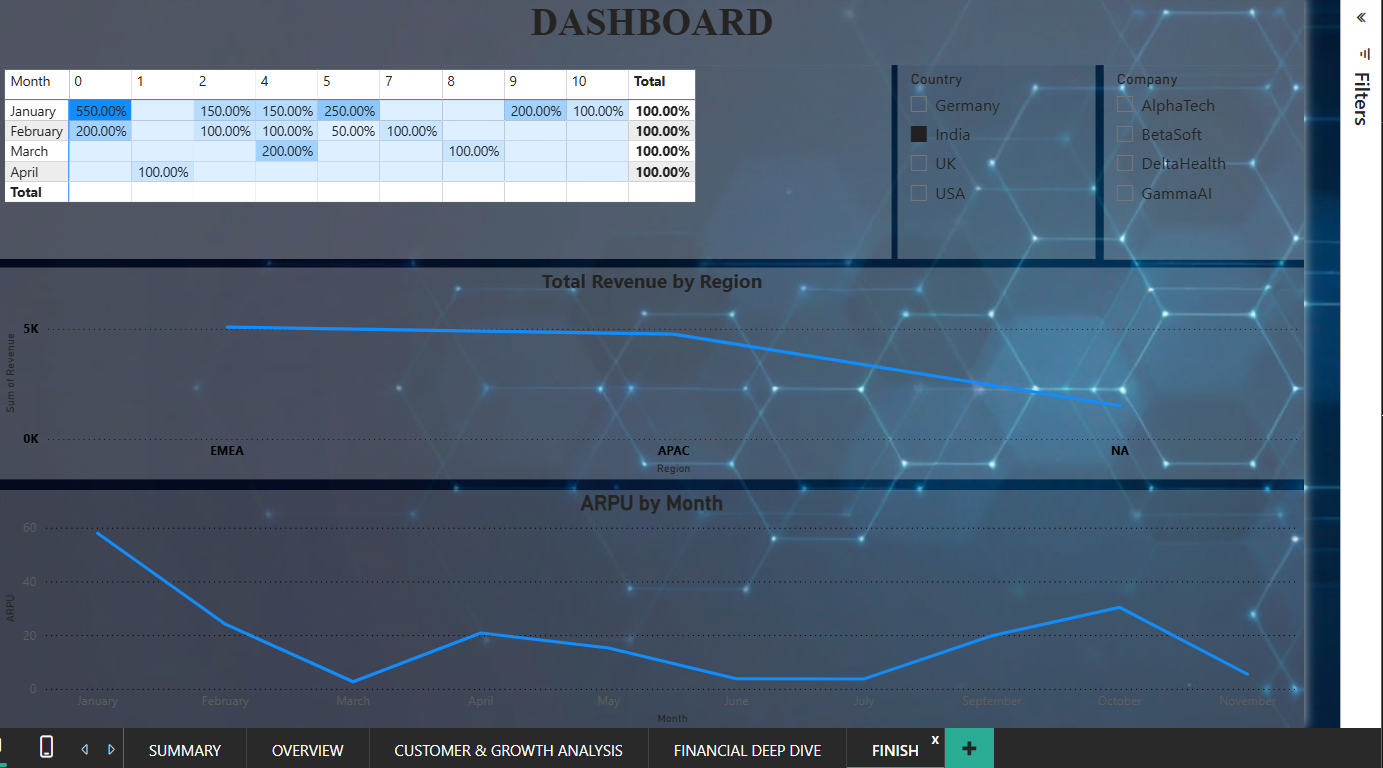 DASHBOARD
Month 0 1 2 4 5 7 8 9 10 Total
January 550.00% 150.00% 150.00% 250.00% 200.00% 100.00% 100.00%
February 200.00% 100.00% 100.00% 50.00% 100.00% 100.00%
March 200.00% 100.00% 100.00%
April 100.00% 100.00%
Total
Country
Germany
India
UK
USA
Company
AlphaTech
BetaSoft
DeltaHealth
GammaAI
Filters
Total Revenue by Region
Sum of Revenue
5K
0K
EMEA APAC NA
Region
ARPU by Month
ARPU
60
40
20
0
January February March April May June July September October November
Month
SUMMARY OVERVIEW CUSTOMER & GROWTH ANALYSIS FINANCIAL DEEP DIVE FINISH x +